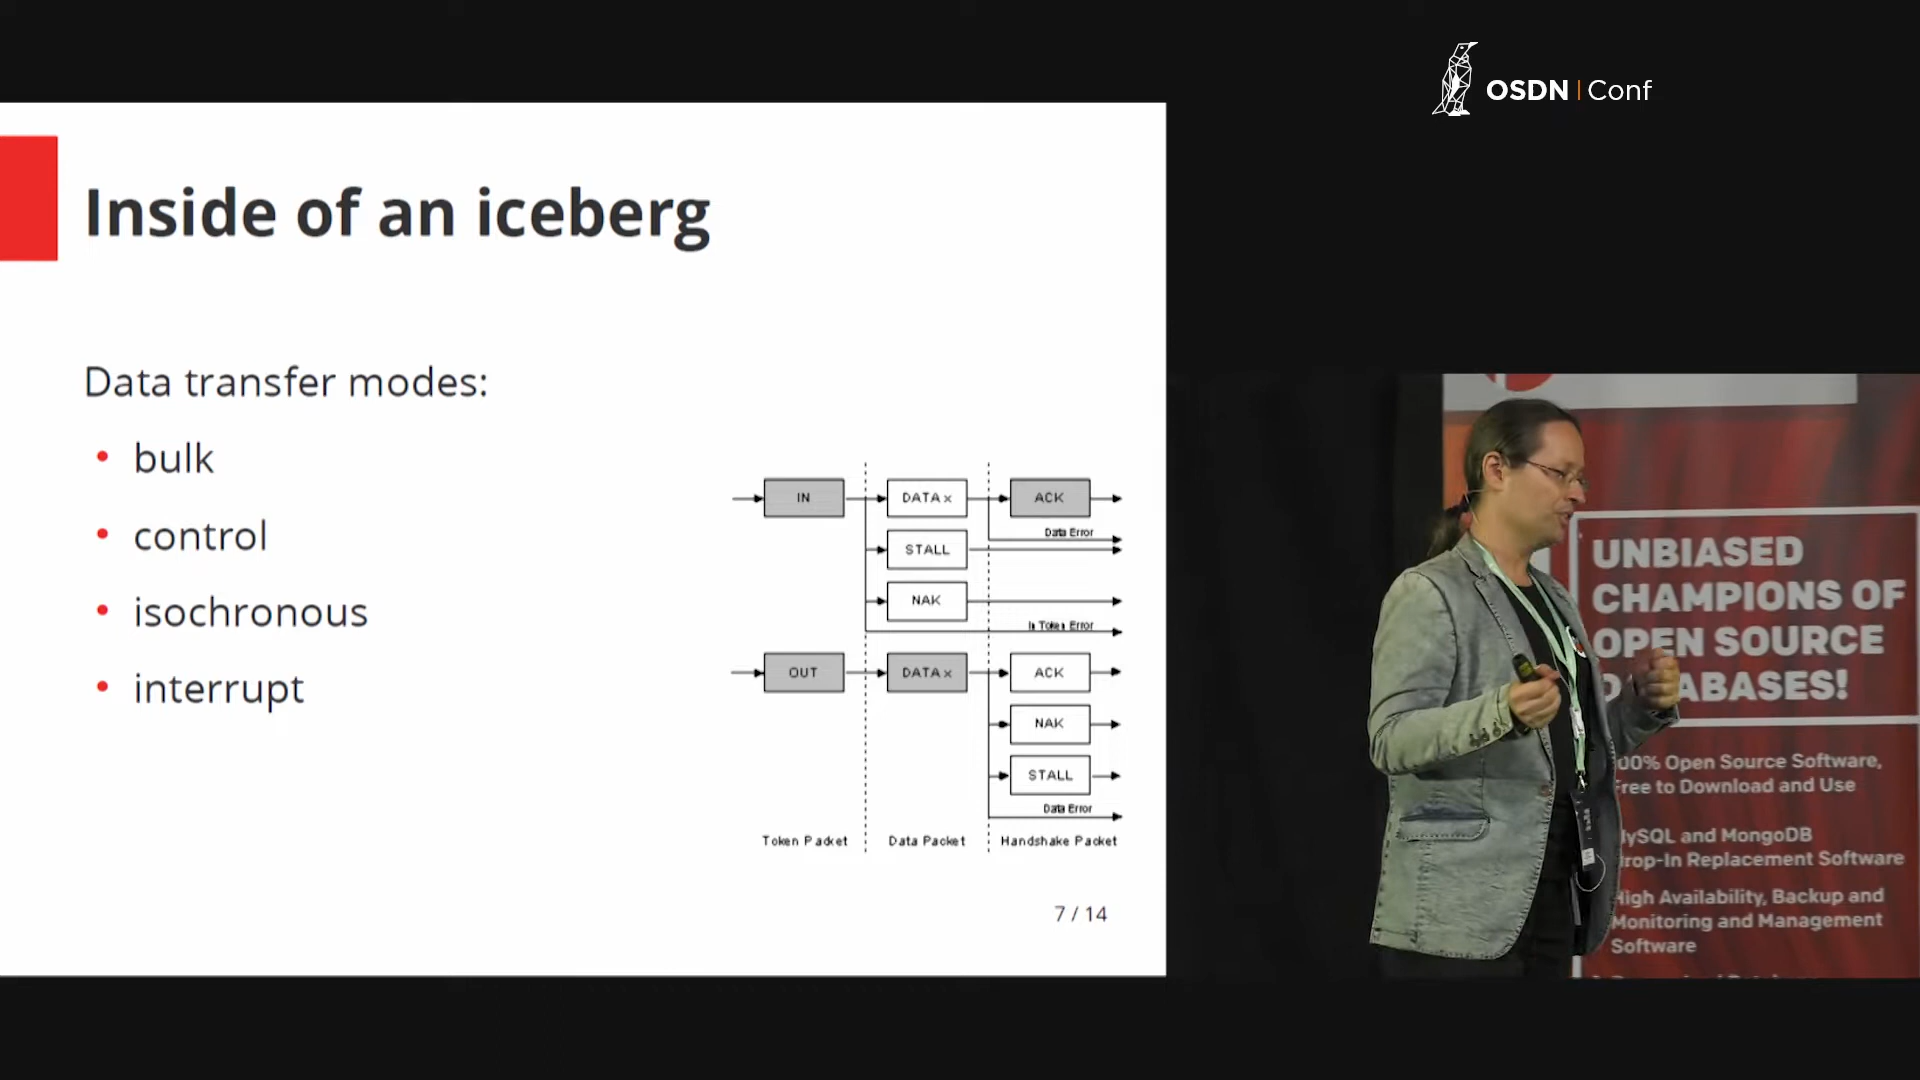 OSDN | Conf
Inside of an iceberg
Data transfer modes:
• bulk
• control
• isochronous
• interrupt
IN
DATA x
ACK
Data Error
STALL
NAK
In Token Error
OUT
DATA x
ACK
NAK
STALL
Data Error
Token Packet
Data Packet
Handshake Packet
7 / 14
UNBIASED
CHAMPIONS OF
OPEN SOURCE
ABASES!
00% Open Source Software,
ree to Download and Use
ySQL and MongoDB
rop-In Replacement Software
igh Availability, Backup and
Monitoring and Management
Software